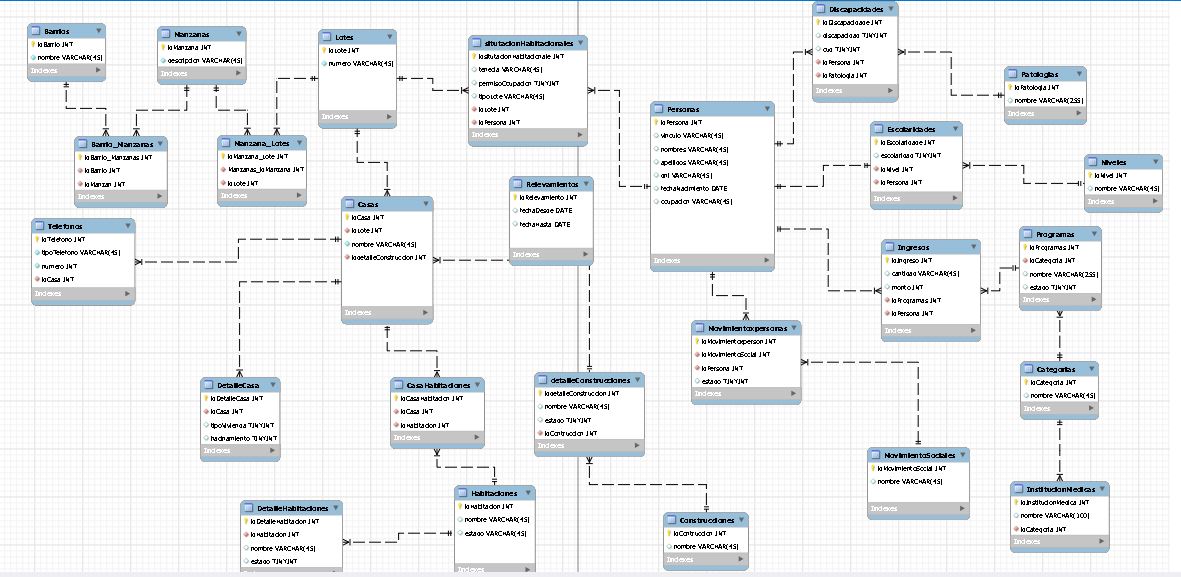 Barrios
idBarrio INT
nombre VARCHAR(45)
Indexes
Manzanas
idManzana INT
descripcion VARCHAR(45)
Indexes
Lotes
idLote INT
numero VARCHAR(45)
Indexes
situtacionHabitacionales
idsitutacionHabitacionale INT
tenecia VARCHAR(45)
permisoOcupacion TINYINT
tipoLote VARCHAR(45)
idLote INT
idPersona INT
Indexes
Discapacidades
idDiscapacidade INT
discapacidad TINYINT
cud TINYINT
idPersona INT
idPatologia INT
Indexes
Patologias
idPatologia INT
nombre VARCHAR(255)
Indexes
Personas
idPersona INT
vinculo VARCHAR(45)
nombres VARCHAR(45)
apellidos VARCHAR(45)
dni VARCHAR(45)
fechaNacimiento DATE
ocupacion VARCHAR(45)
Indexes
Escolaridades
idEscolaridade INT
escolaridad TINYINT
idNivel INT
idPersona INT
Indexes
Niveles
idNivel INT
nombre VARCHAR(45)
Indexes
Barrio_Manzanas
idBarrio_Manzanas INT
idBarrio INT
idManzan INT
Indexes
Manzana_Lotes
idManzana_Lote INT
Manzanas_idManzana INT
idLote INT
Indexes
Relevamientos
idRelevamiento INT
fechaDesde DATE
fechaHasta DATE
Indexes
Casas
idCasa INT
idLote INT
nombre VARCHAR(45)
idadetalleConstruccion INT
Indexes
Telefonos
idTelefono INT
tipoTelefono VARCHAR(45)
numero INT
idCasa INT
Indexes
Ingresos
idIngreso INT
cantidad VARCHAR(45)
monto INT
idProgramas INT
idPersona INT
Indexes
Programas
idProgramas INT
idCategoria INT
nombre VARCHAR(255)
estado TINYINT
Indexes
Movimientoxpersonas
idMovimientoxperson INT
idMovimientoSocial INT
idPersona INT
estado TINYINT
Indexes
DetalleCasa
idDetalleCasa INT
idCasa INT
tipoVivienda TINYINT
hacinamiento TINYINT
Indexes
CasaHabitaciones
idCasaHabitacion INT
idCasa INT
idHabitacion INT
Indexes
detalleConstrucciones
idadetalleConstruccion INT
nombre VARCHAR(45)
estado TINYINT
idContruccion INT
Indexes
Categorias
idCategoria INT
nombre VARCHAR(45)
Indexes
MovimientoSociales
idMovimientoSocial INT
nombre VARCHAR(45)
Indexes
InstitucionMedicas
idInstitucionMedica INT
nombre VARCHAR(100)
idCategoria INT
Indexes
DetalleHabitaciones
idDetalleHabitacion INT
idHabitacion INT
nombre VARCHAR(45)
estado TINYINT
Habitaciones
idHabitacion INT
nombre VARCHAR(45)
estado VARCHAR(45)
Indexes
Construcciones
idContruccion INT
nombre VARCHAR(45)
Indexes